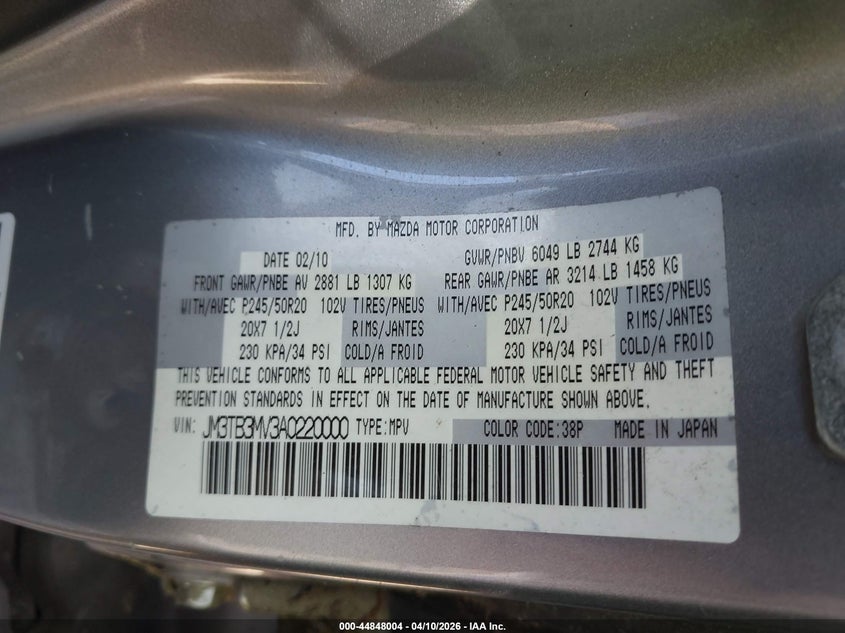 MFD. BY MAZDA MOTOR CORPORATION
DATE 02/10 GVWR/PNBV 6049 LB 2744 KG
FRONT GAWR/PNBE AV 2881 LB 1307 KG REAR GAWR/PNBE AR 3214 LB 1458 KG
WITH/AVEC P245/50R20 102V TIRES/PNEUS WITH/AVEC P245/50R20 102V TIRES/PNEUS
20X7 1/2J RIMS/JANTES 20X7 1/2J RIMS/JANTES
230 KPA/34 PSI COLD/A FROID 230 KPA/34 PSI COLD/A FROID
THIS VEHICLE CONFORMS TO ALL APPLICABLE FEDERAL MOTOR VEHICLE SAFETY AND THEFT
PREVENTION STANDARDS IN EFFECT ON THE DATE OF MANUFACTURE SHOWN ABOVE.
VIN: JM3TB3MV3A0220000 TYPE:MPV COLOR CODE:38P MADE IN JAPAN
000-44848004 - 04/10/2026 - IAA Inc.